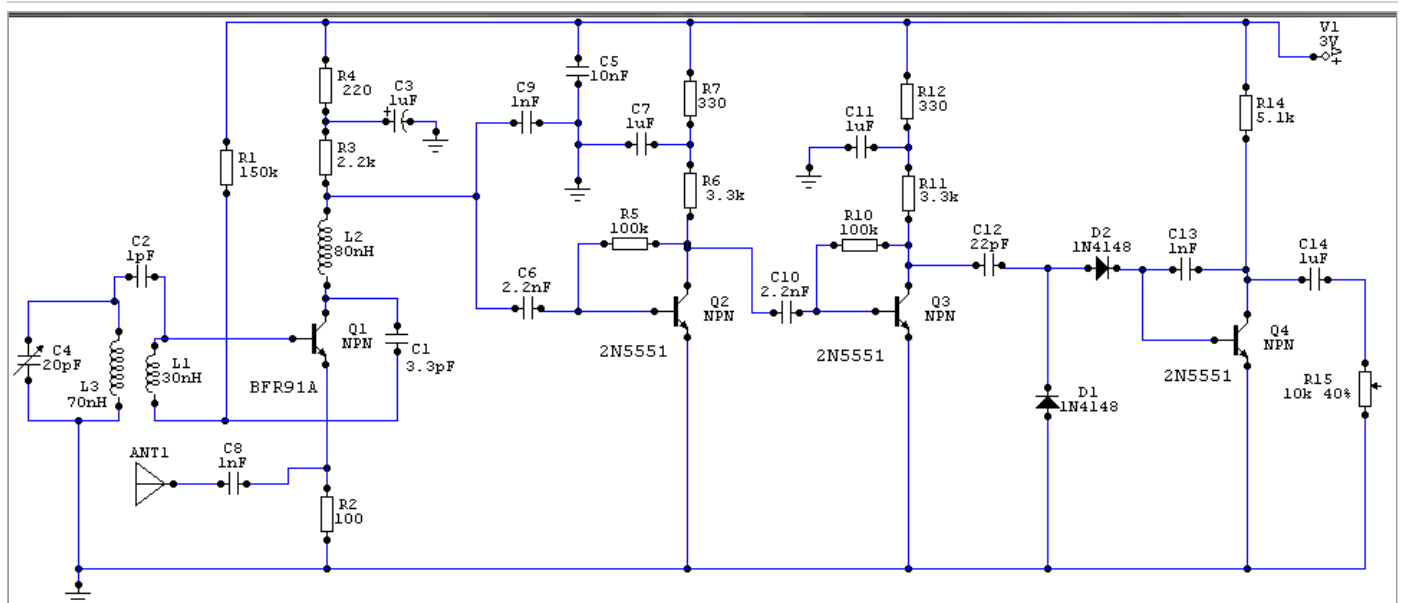 V1
3V
R4
220
C3
1uF
C5
10nF
C9
1nF
R7
330
C7
1uF
R12
330
C11
1uF
R14
5.1k
R1
150k
R3
2.2k
R6
3.3k
R11
3.3k
R5
100k
R10
100k
C2
1pF
L2
80nH
C12
22pF
D2
1N4148
C13
1nF
C14
1uF
C6
2.2nF
C10
2.2nF
Q1
NPN
Q2
NPN
Q3
NPN
Q4
NPN
C4
20pF
L3
70nH
L1
30nH
C1
3.3pF
BFR91A
2N5551
2N5551
2N5551
D1
1N4148
R15
10k 40%
ANT1
C8
1nF
R2
100